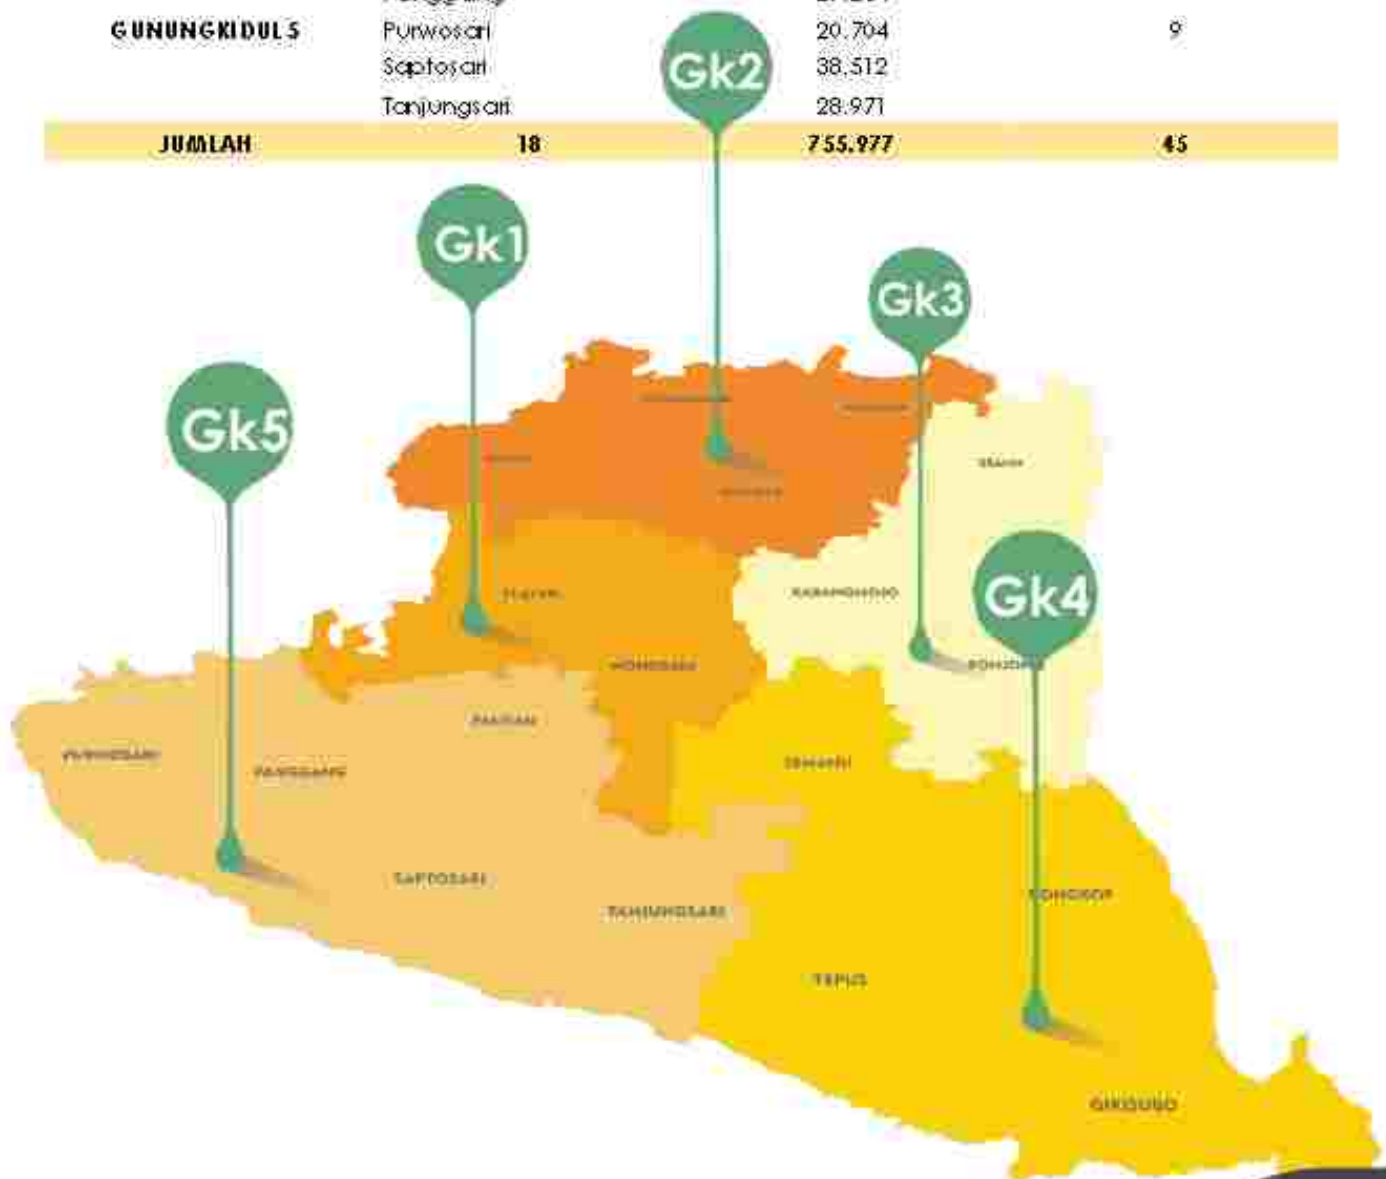 GUNUNGKIDUL 5 Purwosari 20.704 9
Saptosari 38.512
Tanjungsari 28.971
JUMLAH 18 755.977 45
Gk2
Gk1
Gk3
Gk5
Gk4
KARANGMOJO
WONOSARI
PALIYAN
PURWOSARI
PANGGANG
SEMANU
SAPTOSARI
RONGKOP
TANJUNGSARI
TEPUS
GIRISUBO